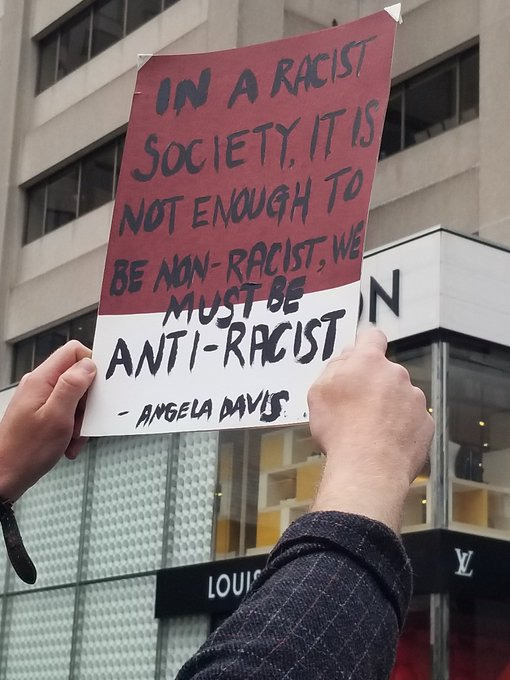 IN A RACIST
SOCIETY, IT IS
NOT ENOUGH TO
BE NON-RACIST, WE
MUST BE
ANTI-RACIST
- ANGELA DAVIS.
ON
LOUIS
LV